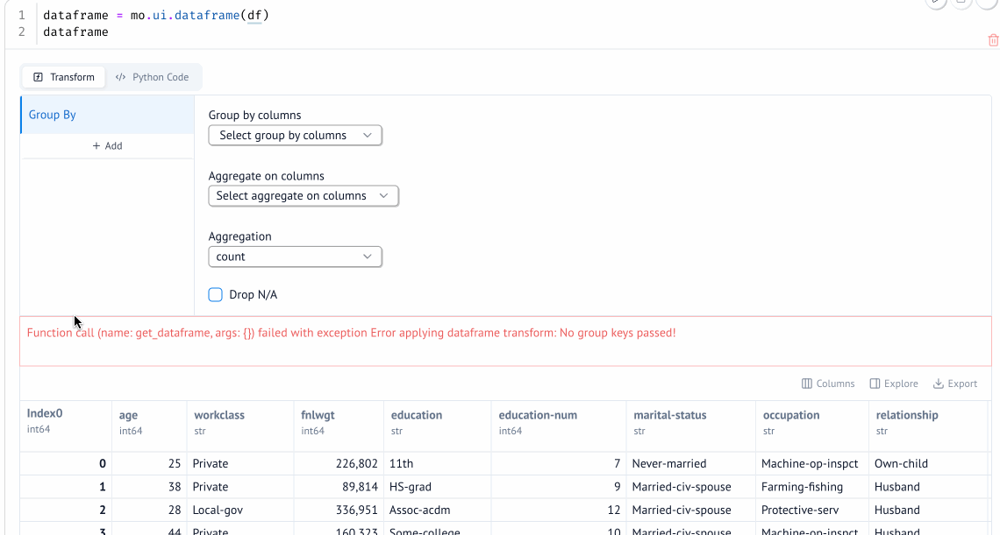 1 dataframe = mo.ui.dataframe(df)
2 dataframe
Transform </> Python Code
Group By
+ Add
Group by columns
Select group by columns
Aggregate on columns
Select aggregate on columns
Aggregation
count
Drop N/A
Function call (name: get_dataframe, args: {}) failed with exception Error applying dataframe transform: No group keys passed!
Columns Explore Export
Index0 age workclass fnlwgt education education-num marital-status occupation relationship
int64 int64 str int64 str int64 str str str
0 25 Private 226,802 11th 7 Never-married Machine-op-inspct Own-child
1 38 Private 89,814 HS-grad 9 Married-civ-spouse Farming-fishing Husband
2 28 Local-gov 336,951 Assoc-acdm 12 Married-civ-spouse Protective-serv Husband
3 44 Private 160,323 Some-college 10 Married-civ-spouse Machine-op-inspct Husband